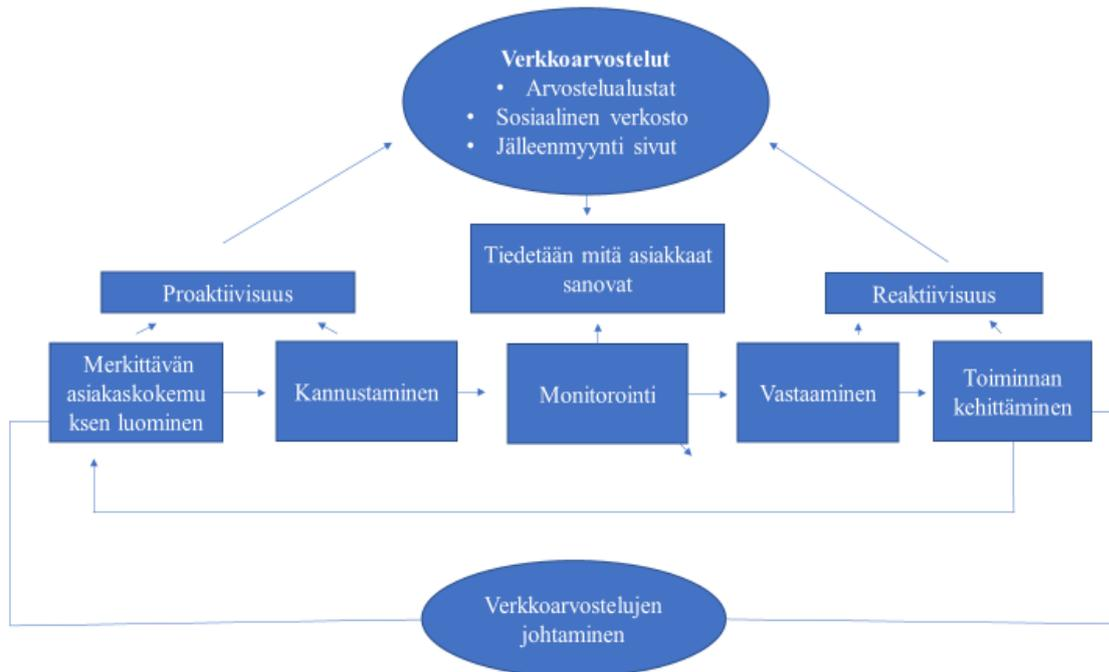 Verkkoarvostelut
• Arvostelualustat
• Sosiaalinen verkosto
• Jälleenmyynti sivut
Tiedetään mitä asiakkaat
sanovat
Proaktiivisuus
Reaktiivisuus
Merkittävän
asiakaskokemu
ksen luominen
Kannustaminen
Monitorointi
Vastaaminen
Toiminnan
kehittäminen
Verkkoarvostelujen
johtaminen